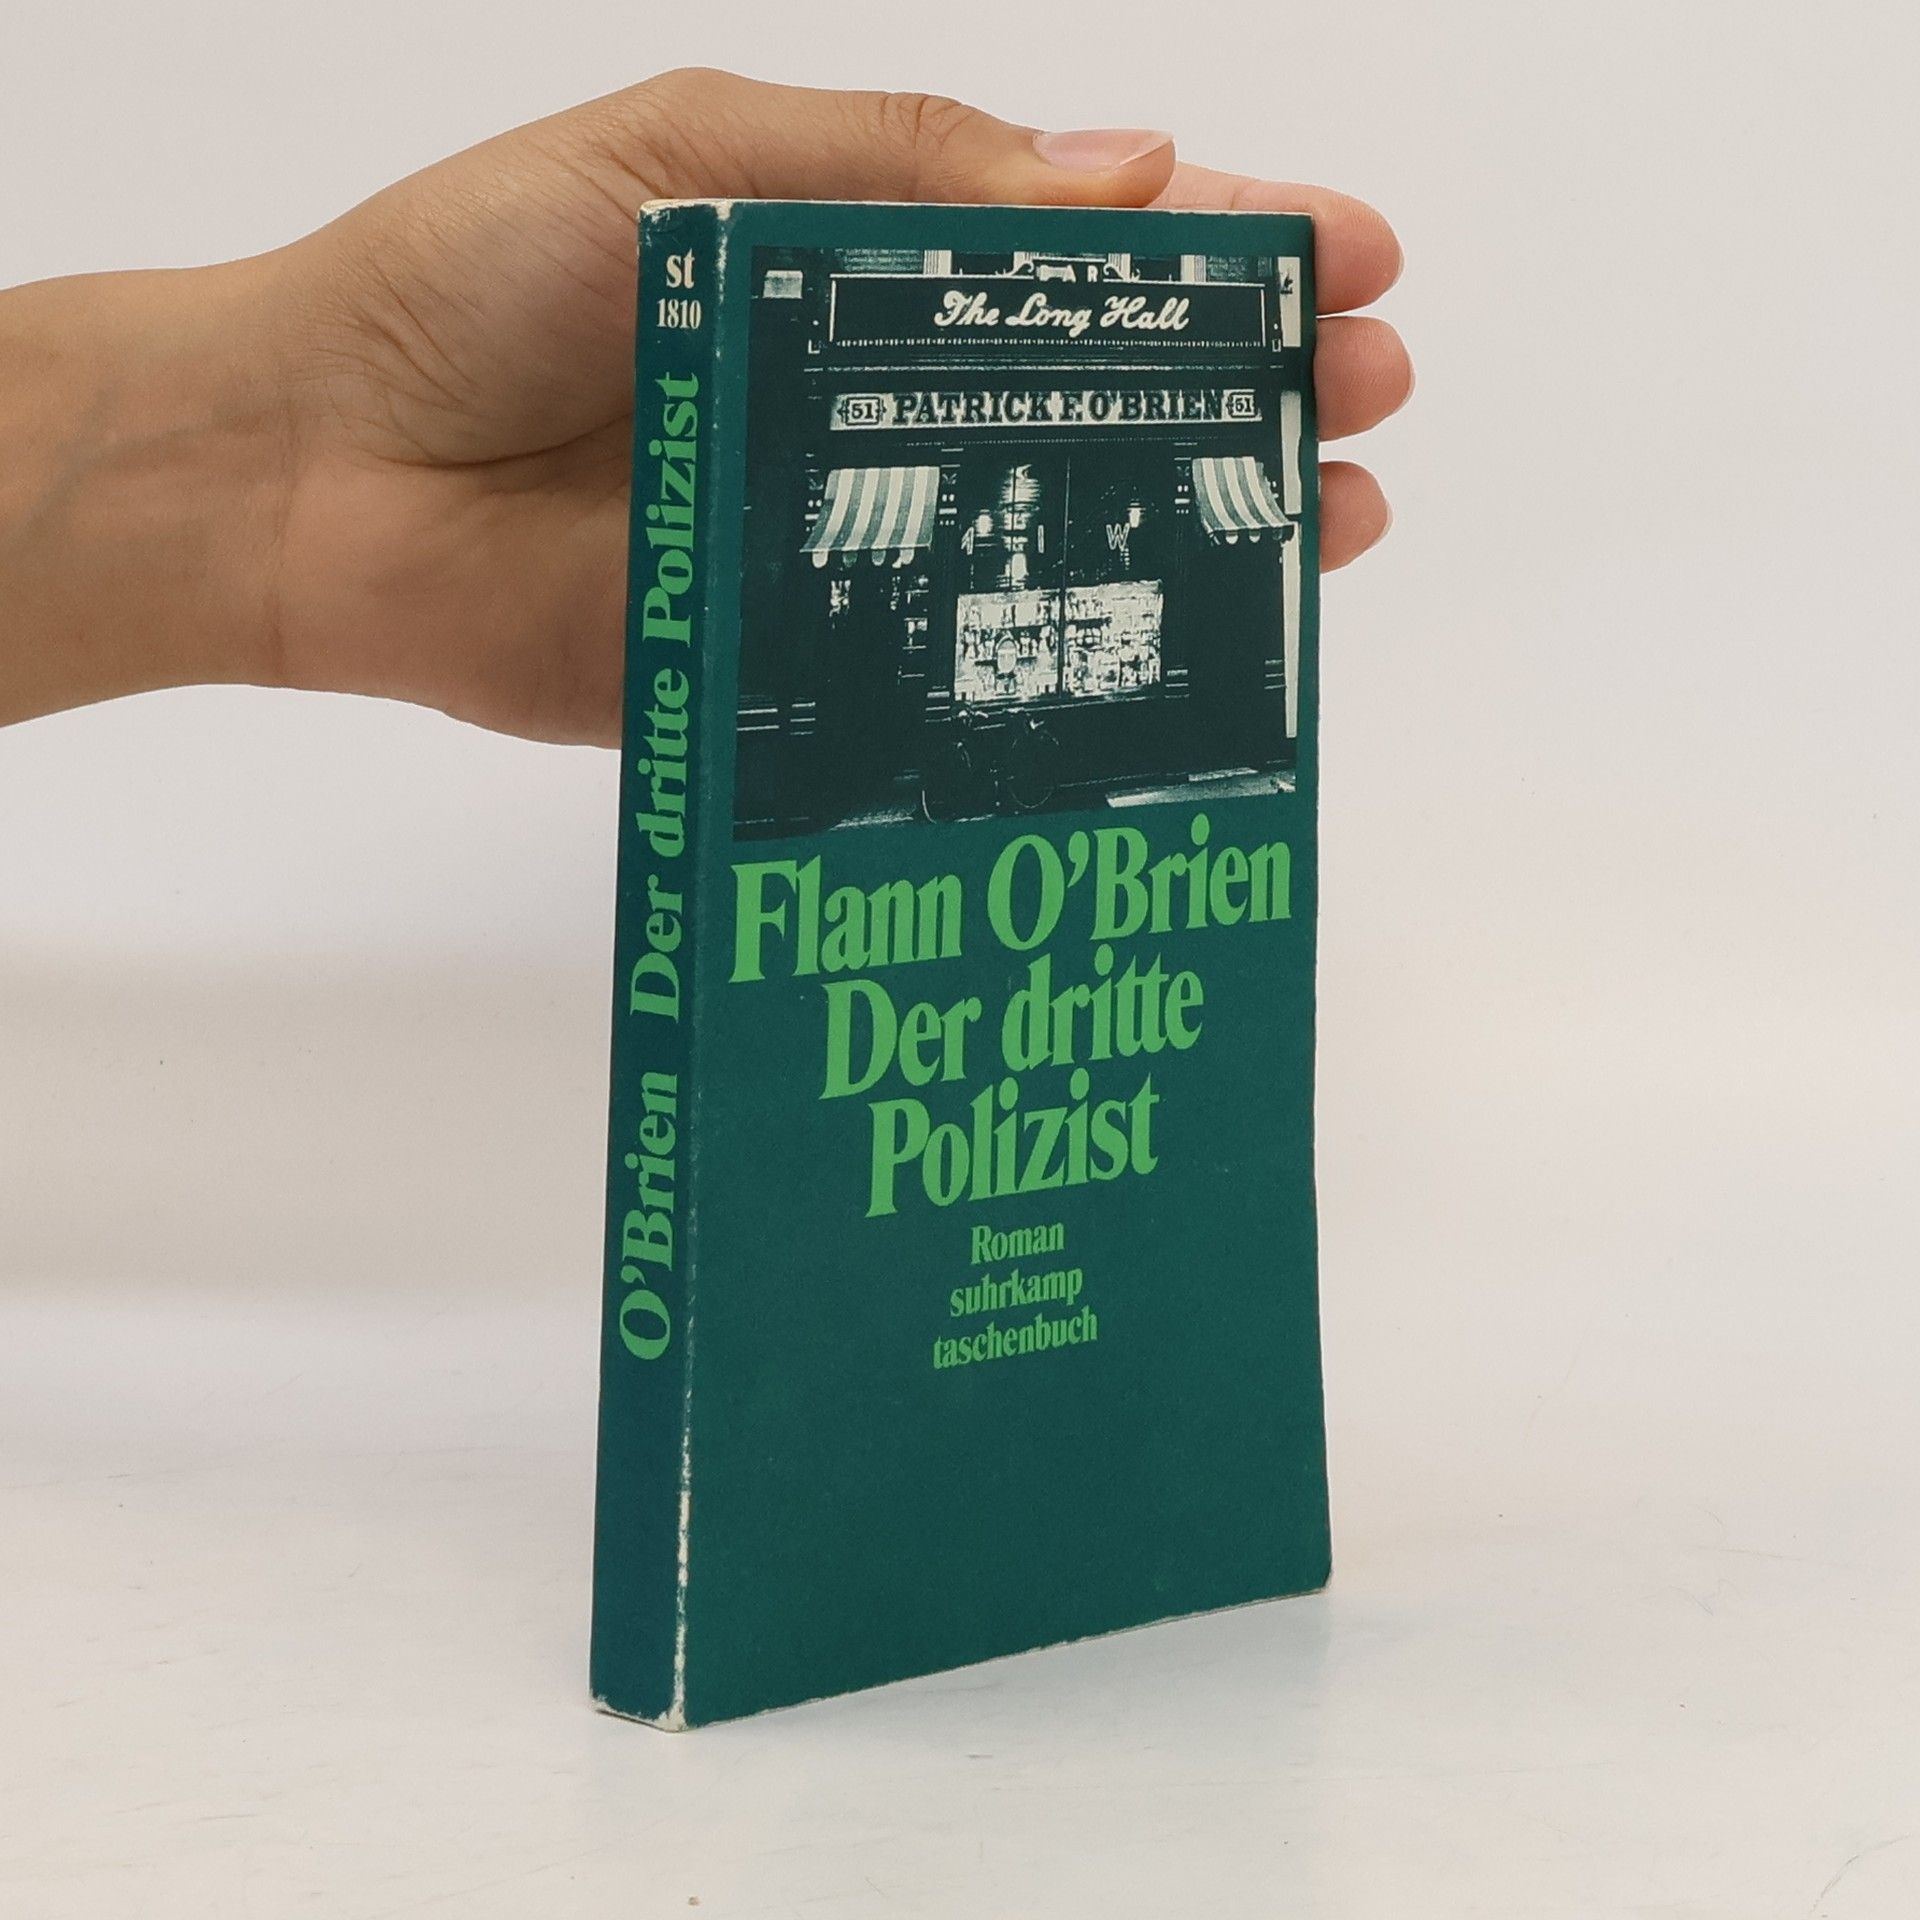 st
1810
O'Brien Der dritte Polizist
BAR
The Long Hall
51 PATRICK F. O'BRIEN 51
W
Flann O'Brien
Der dritte
Polizist
Roman
suhrkamp
taschenbuch